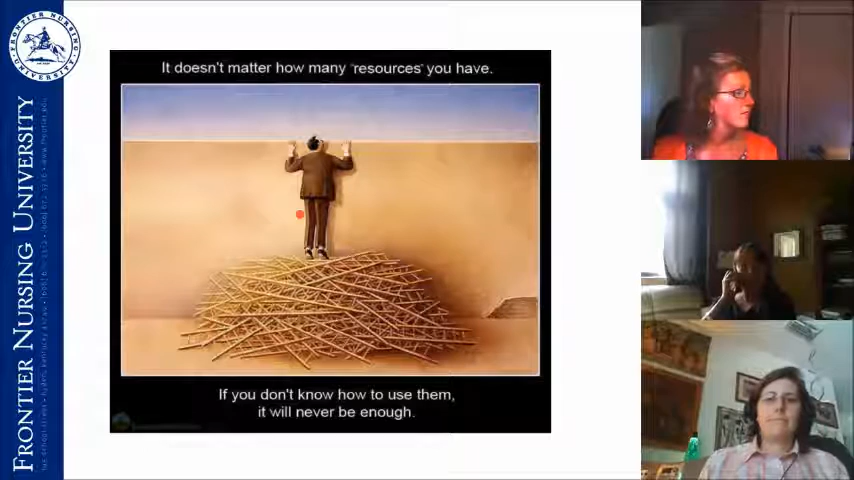 FRONTIER NURSING
UNIVERSITY
FRONTIER NURSING UNIVERSITY
It doesn't matter how many "resources" you have.
If you don't know how to use them,
it will never be enough.